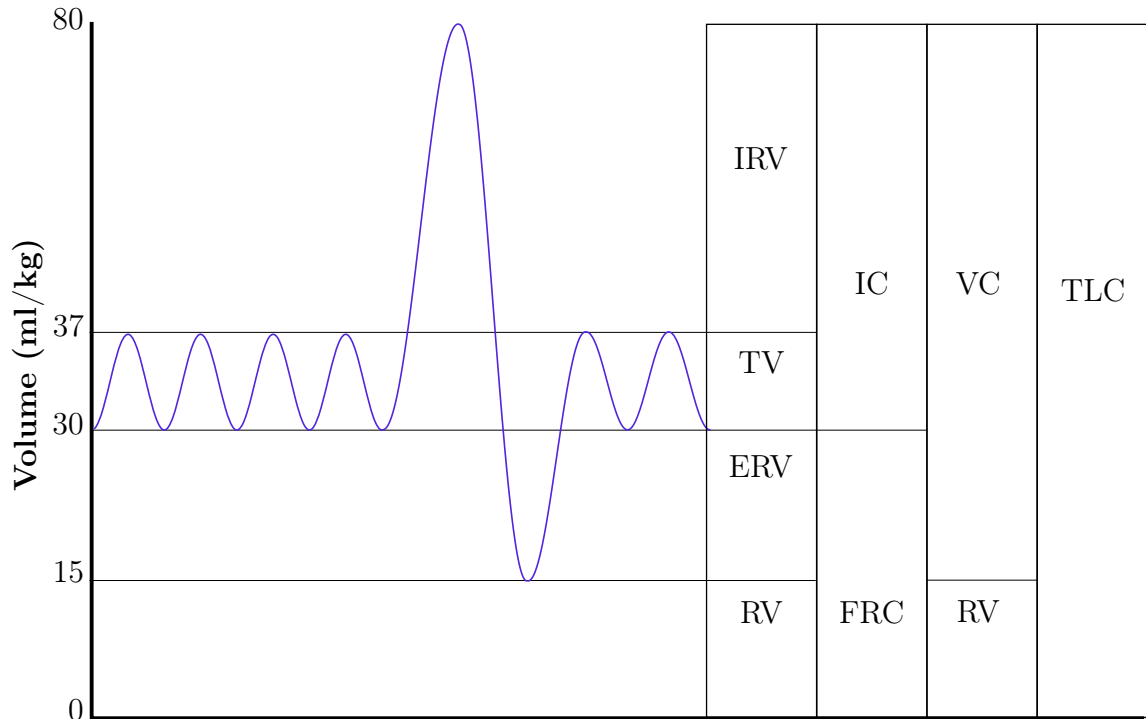 80
IRV
IC VC TLC
37
TV
Volume (ml/kg)
30
ERV
15
RV FRC RV
0